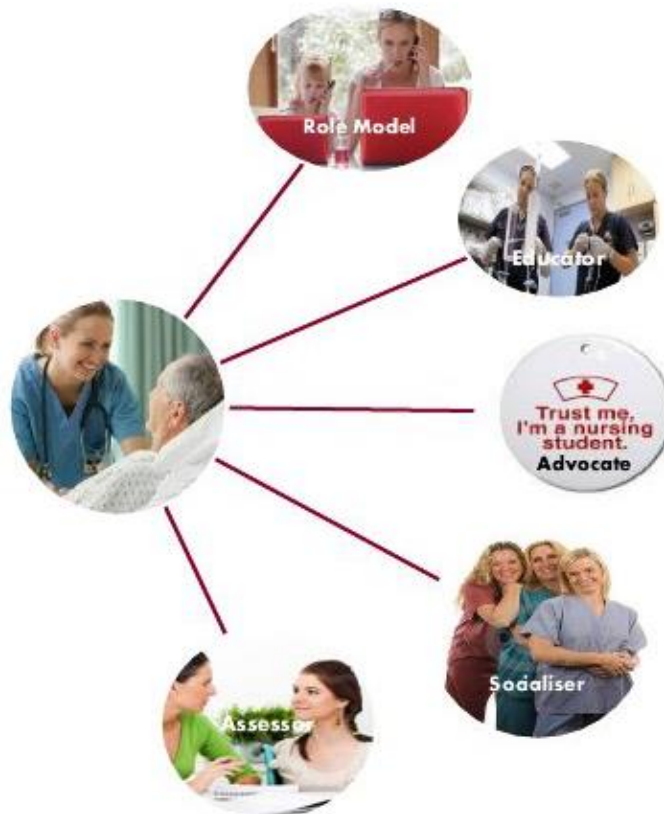 Role Model
Educator
Trust me,
I'm a nursing
student.
Advocate
Socialiser
Assessor